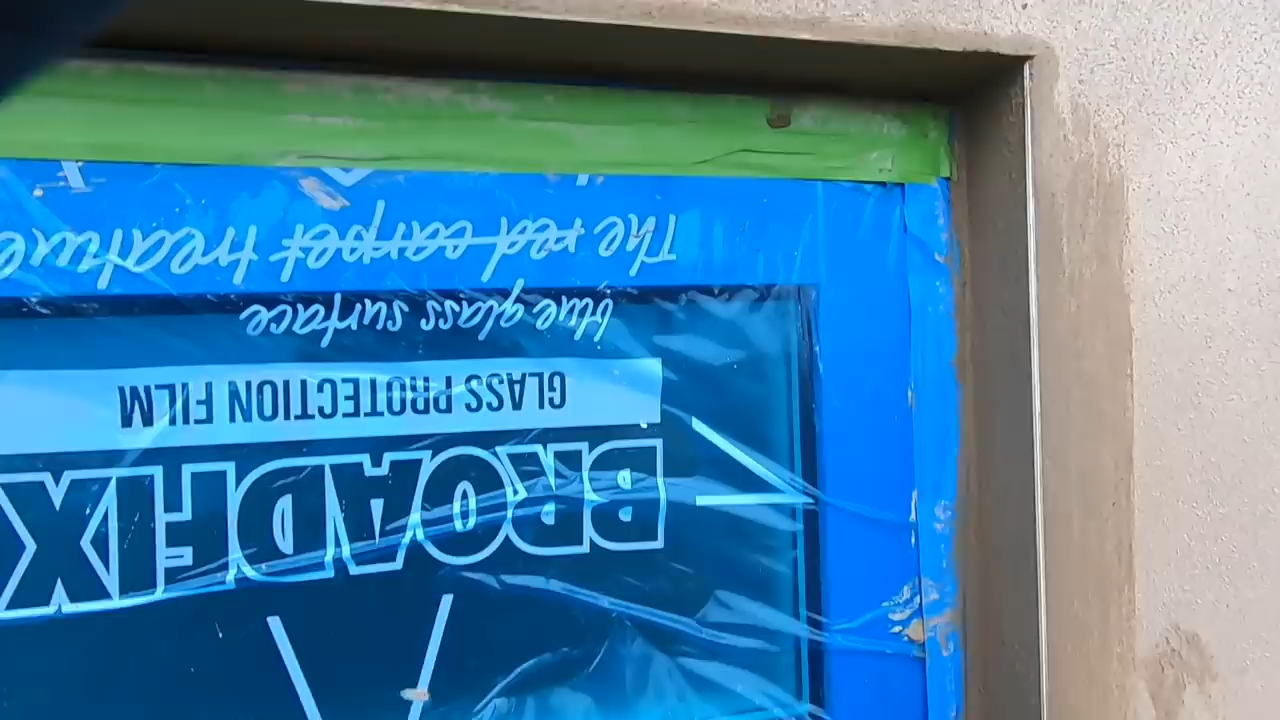 BROADFIX
GLASS PROTECTION FILM
blue glass surface
The red carpet treatme